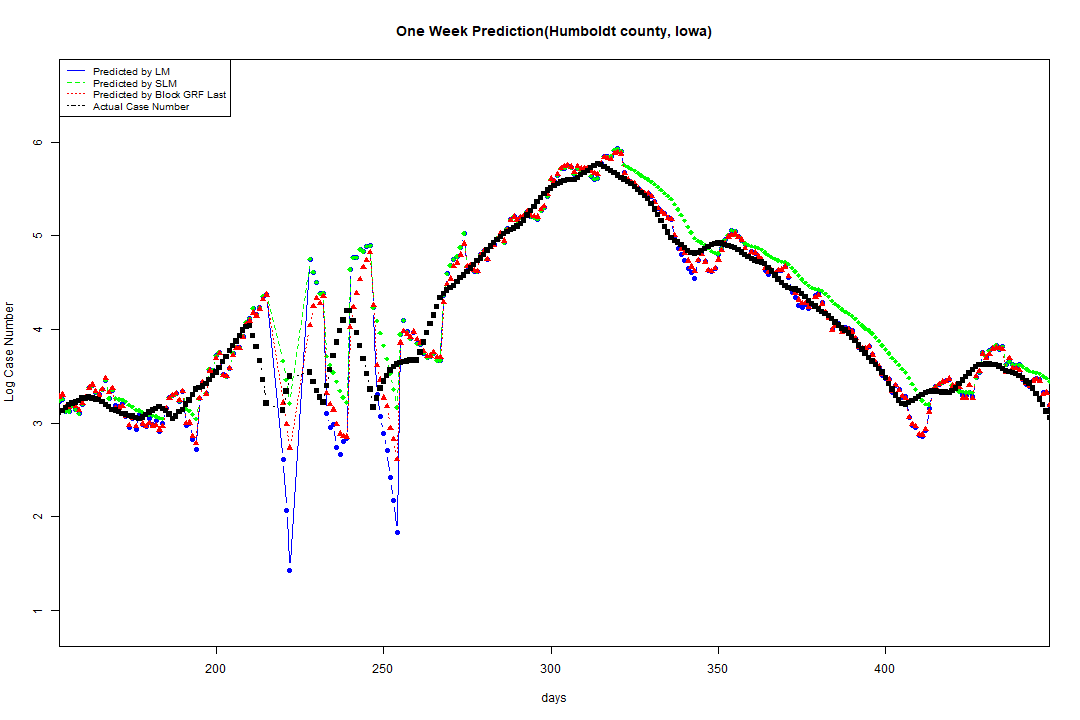 One Week Prediction(Humboldt county, Iowa)
Predicted by LM
Predicted by SLM
Predicted by Block GRF Last
Actual Case Number
Log Case Number
6
5
4
3
2
1
200 250 300 350 400
days